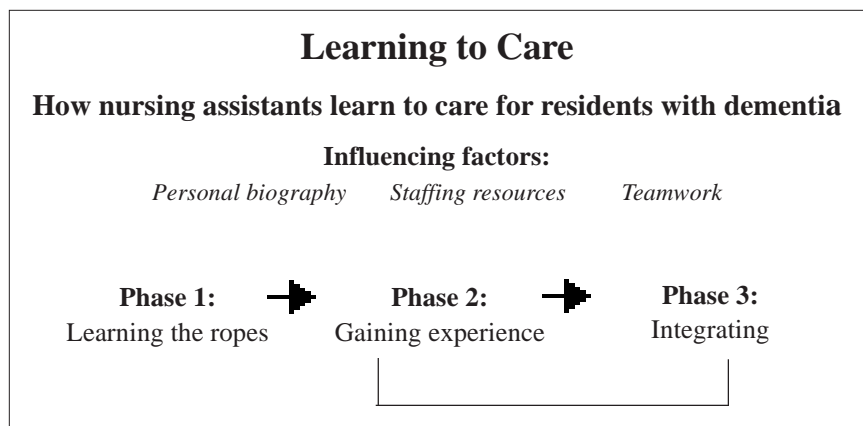 Learning to Care
How nursing assistants learn to care for residents with dementia
Influencing factors:
Personal biography Staffing resources Teamwork
Phase 1: Phase 2: Phase 3:
Learning the ropes Gaining experience Integrating